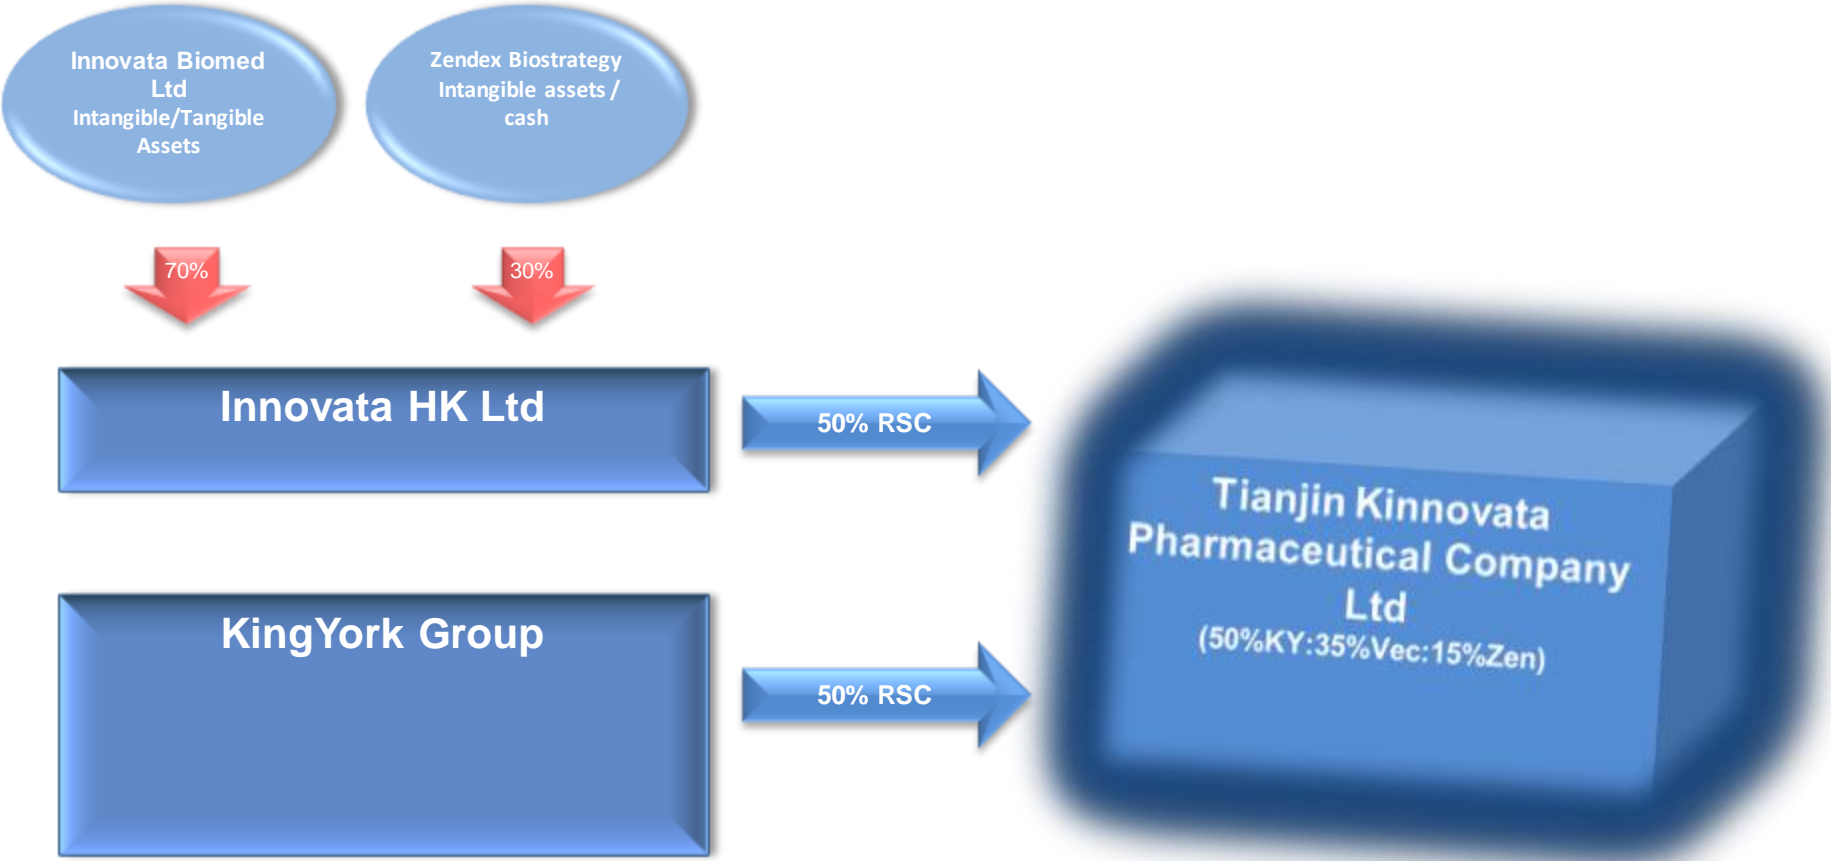 Innovata Biomed
Ltd
Intangible/Tangible
Assets
Zendex Biostrategy
Intangible assets /
cash
70%
30%
Innovata HK Ltd
50% RSC
KingYork Group
50% RSC
Tianjin Kinnovata
Pharmaceutical Company
Ltd
(50%KY:35%Vec:15%Zen)